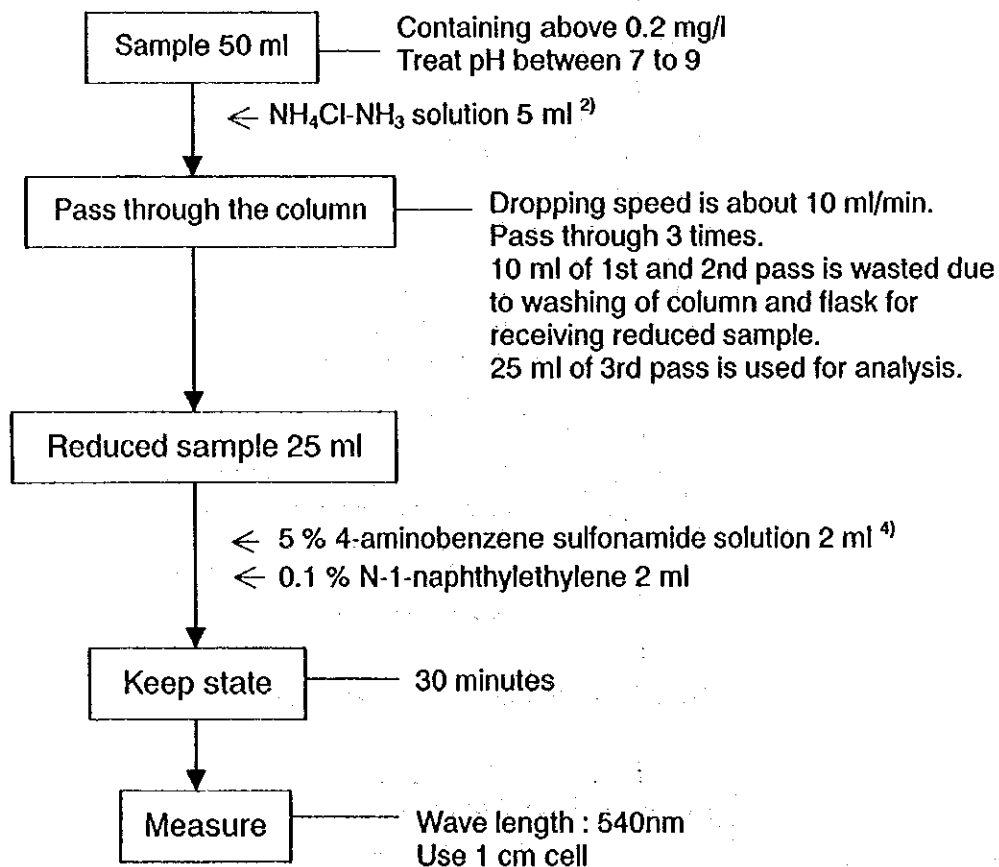 Sample 50 ml
Containing above 0.2 mg/l
Treat pH between 7 to 9
← NH₄Cl-NH₃ solution 5 ml ²⁾
Pass through the column
Dropping speed is about 10 ml/min.
Pass through 3 times.
10 ml of 1st and 2nd pass is wasted due
to washing of column and flask for
receiving reduced sample.
25 ml of 3rd pass is used for analysis.
Reduced sample 25 ml
← 5 % 4-aminobenzene sulfonamide solution 2 ml ⁴⁾
← 0.1 % N-1-naphthylethylene 2 ml
Keep state
30 minutes
Measure
Wave length : 540nm
Use 1 cm cell